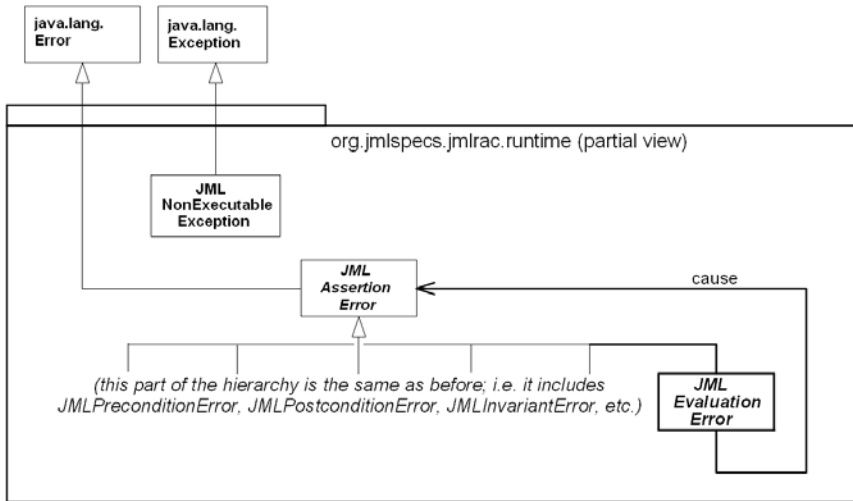 java.lang.
Error
java.lang.
Exception
org.jmlspecs.jmlrac.runtime (partial view)
JML
NonExecutable
Exception
JML
Assertion
Error
cause
(this part of the hierarchy is the same as before; i.e. it includes
JMLPreconditionError, JMLPostconditionError, JMLInvariantError, etc.)
JML
Evaluation
Error